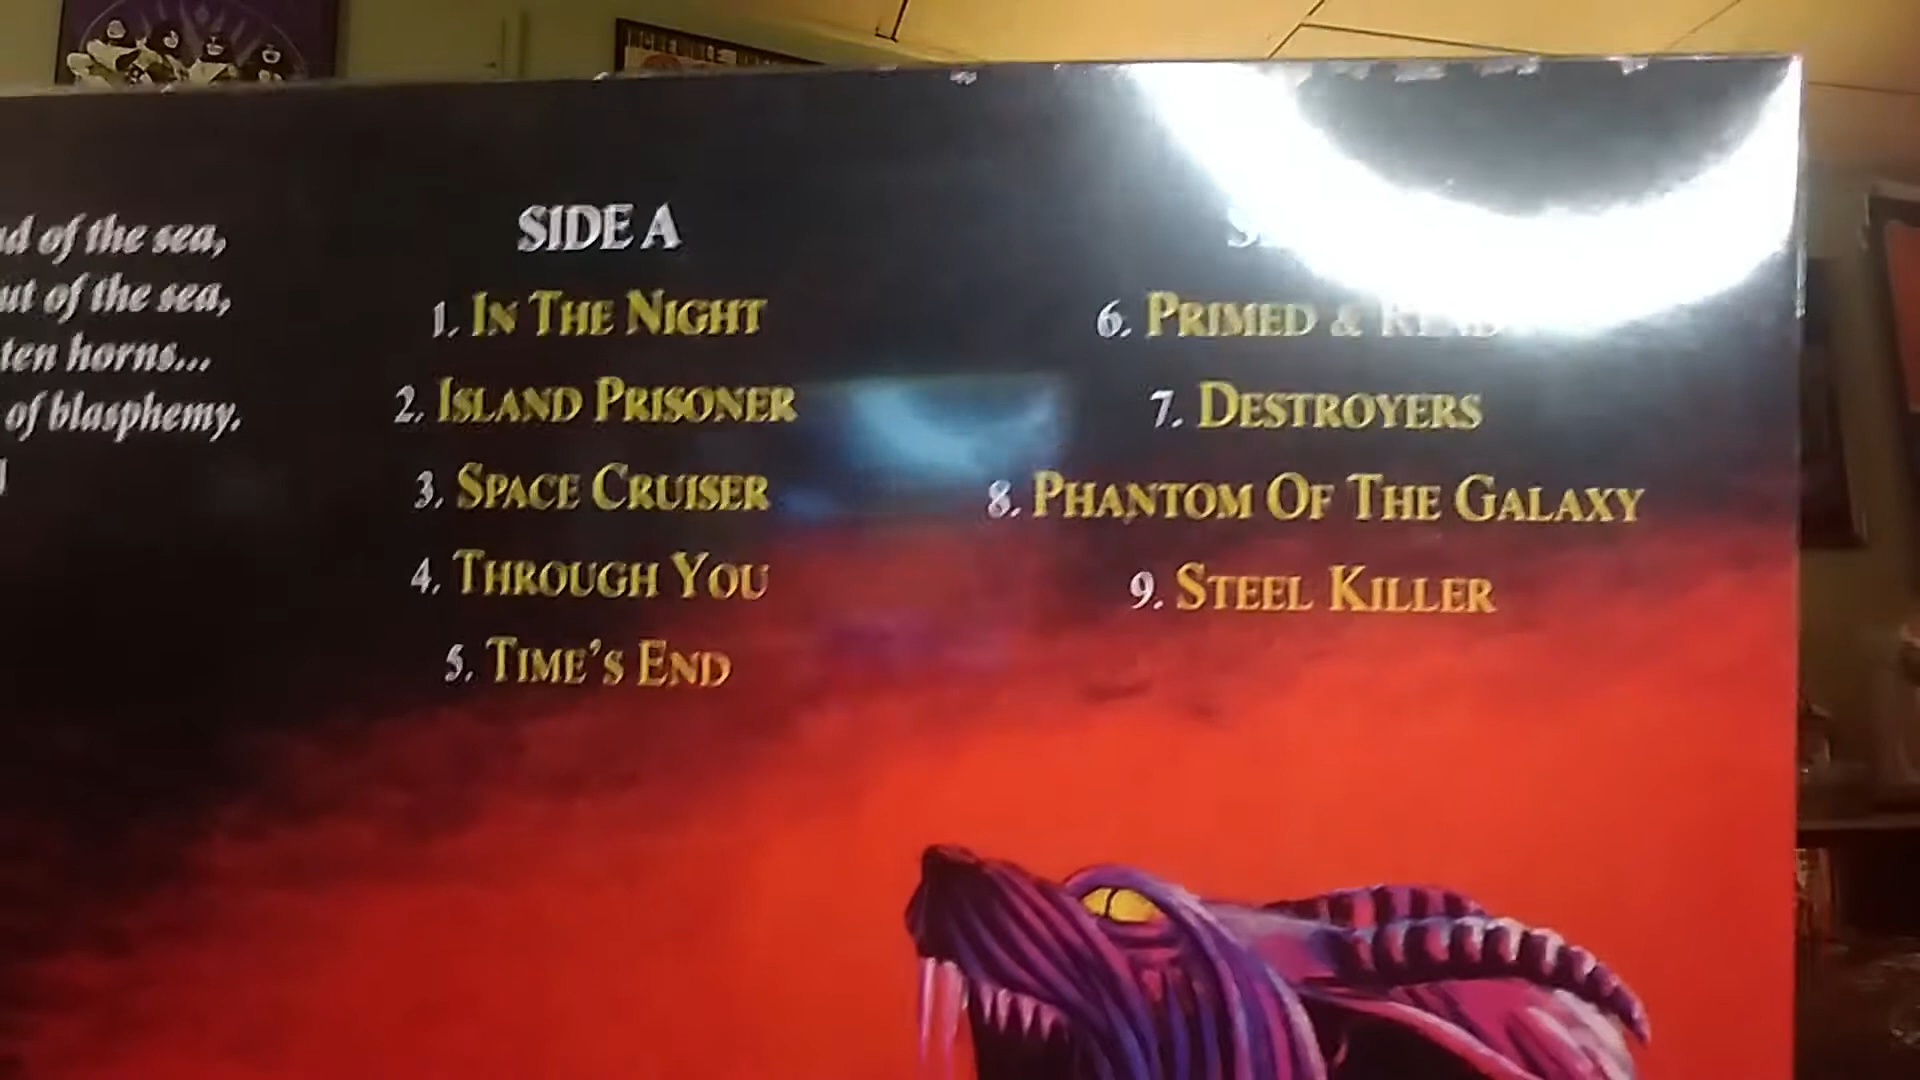 of the sea,
of the sea,
ten horns...
of blasphemy.
SIDE A
1. IN THE NIGHT
2. ISLAND PRISONER
3. SPACE CRUISER
4. THROUGH YOU
5. TIME'S END
6. PRIMED &
7. DESTROYERS
8. PHANTOM OF THE GALAXY
9. STEEL KILLER